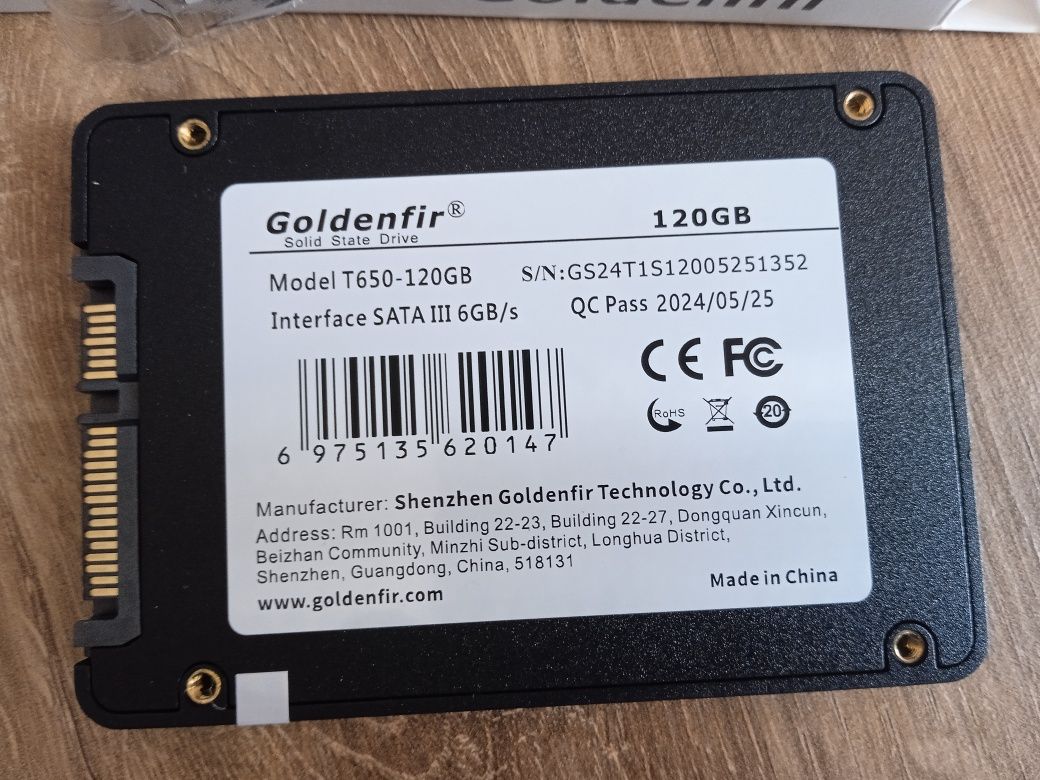 Goldenfir
Goldenfir®
Solid State Drive
120GB
Model T650-120GB
S/N:GS24T1S12005251352
Interface SATA III 6GB/s
QC Pass 2024/05/25
CE FC
RoHS
20
6 975135 620147
Manufacturer: Shenzhen Goldenfir Technology Co., Ltd.
Address: Rm 1001, Building 22-23, Building 22-27, Dongquan Xincun,
Beizhan Community, Minzhi Sub-district, Longhua District,
Shenzhen, Guangdong, China, 518131
Made in China
www.goldenfir.com